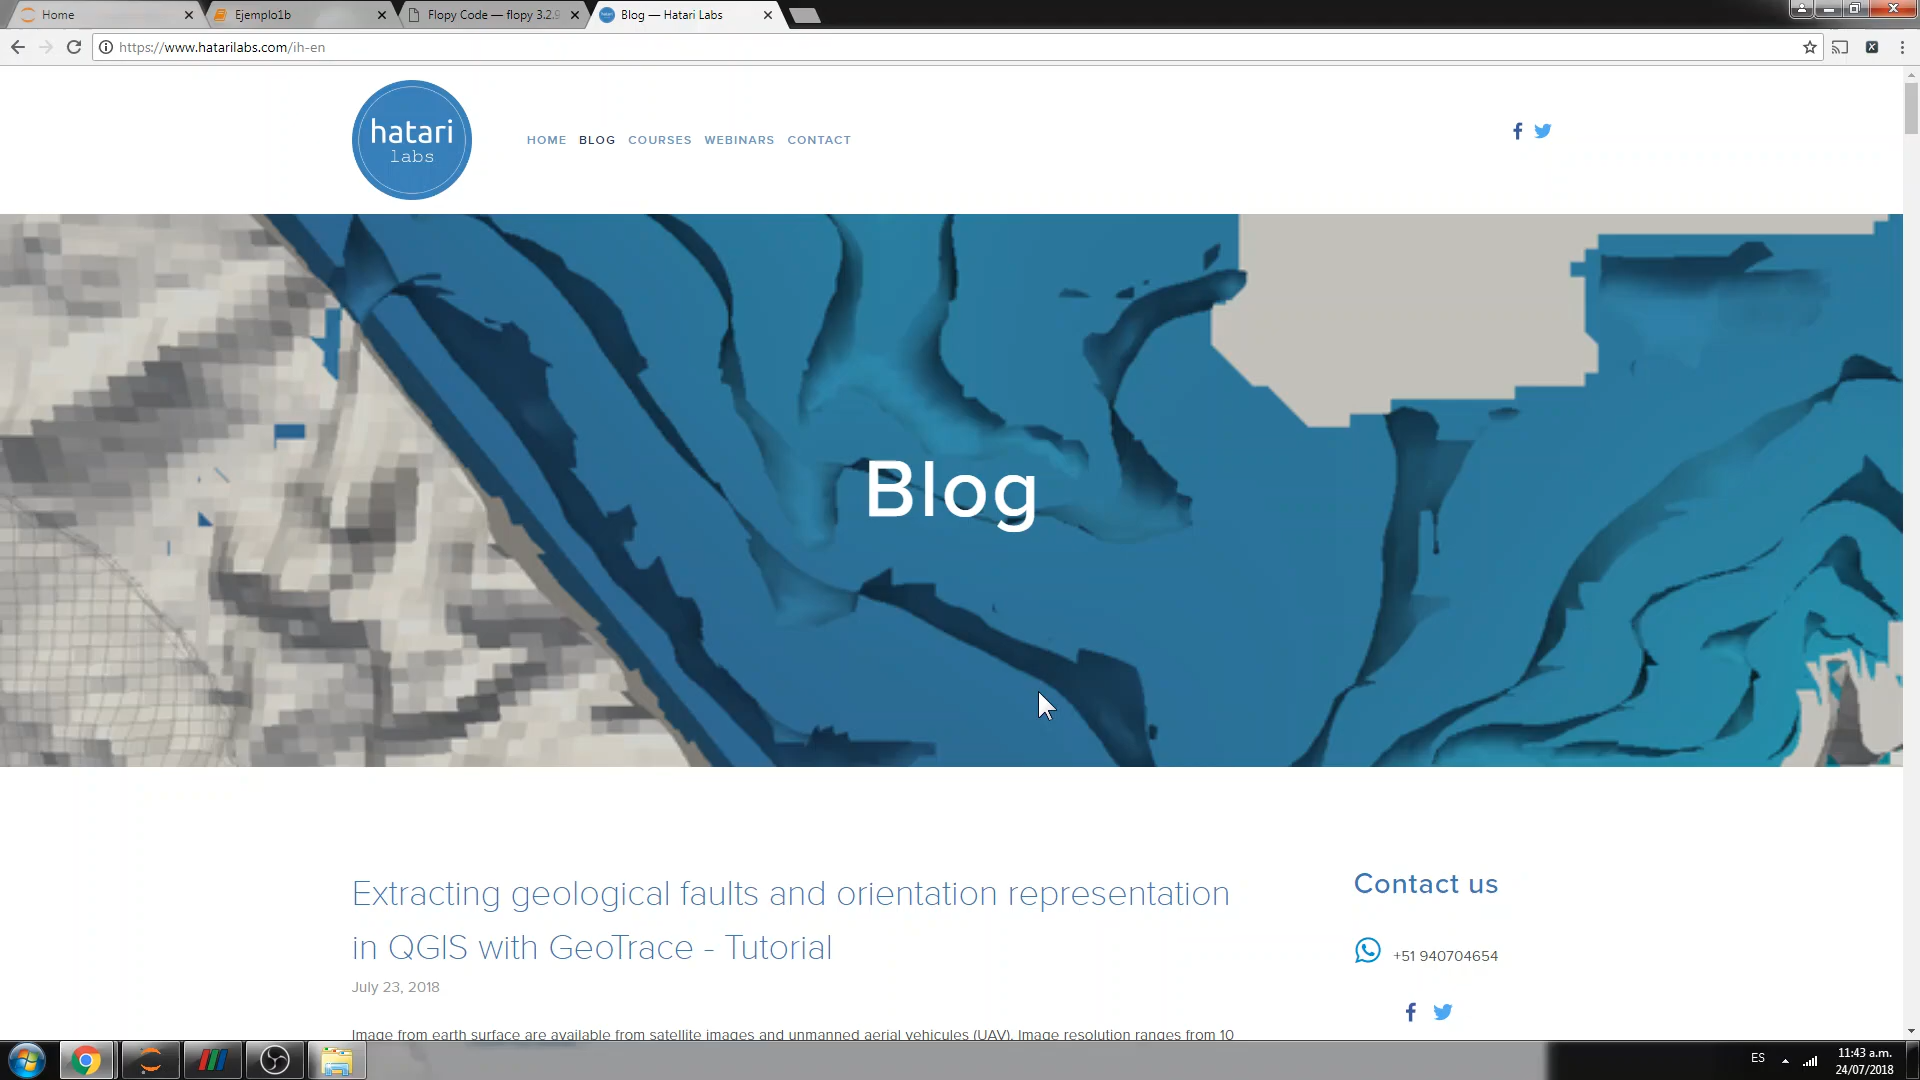 Home
Ejemplo1b
Flopy Code — flopy 3.2.9
Blog — Hatari Labs
https://www.hatarilabs.com/ih-en
hatari
labs
HOME BLOG COURSES WEBINARS CONTACT
Blog
Extracting geological faults and orientation representation
in QGIS with GeoTrace - Tutorial
July 23, 2018
Image from earth surface are available from satellite images and unmanned aerial vehicules (UAV). Image resolution ranges from 10
Contact us
+51 940704654
ES
11:43 a.m.
24/07/2018